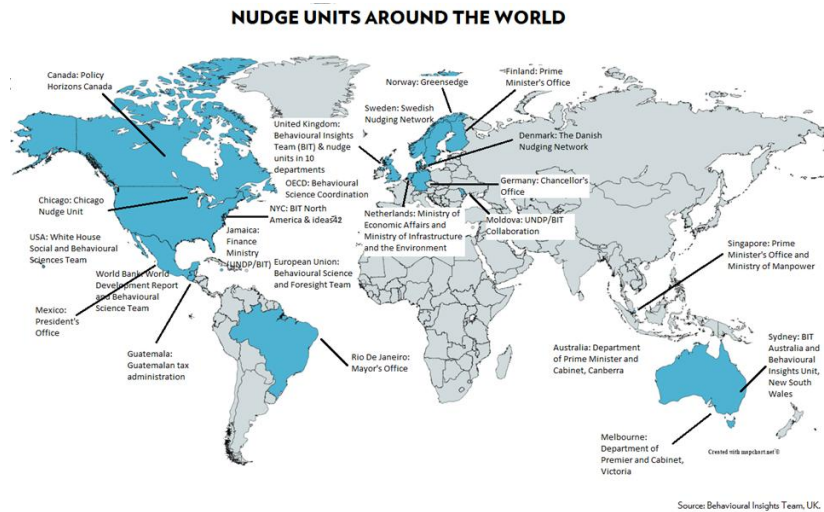 NUDGE UNITS AROUND THE WORLD
Canada: Policy
Horizons Canada
Norway: Greensedge
Finland: Prime
Minister's Office
Sweden: Swedish
Nudging Network
United Kingdom:
Behavioural Insights
Team (BIT) & nudge
units in 10
departments
Denmark: The Danish
Nudging Network
OECD: Behavioural
Science Coordination
Germany: Chancellor's
Office
Chicago: Chicago
Nudge Unit
NYC: BIT North
America & ideas42
Netherlands: Ministry of
Economic Affairs and
Ministry of Infrastructure
and the Environment
Moldova: UNDP/BIT
Collaboration
USA: White House
Social and Behavioural
Sciences Team
Jamaica:
Finance
Ministry
(UNDP/BIT)
European Union:
Behavioural Science
and Foresight Team
Singapore: Prime
Minister's Office and
Ministry of Manpower
World Bank: World
Development Report
and Behavioural
Science Team
Mexico:
President's
Office
Guatemala:
Guatemalan tax
administration
Rio De Janeiro:
Mayor's Office
Australia: Department
of Prime Minister and
Cabinet, Canberra
Sydney: BIT
Australia and
Behavioural
Insights Unit,
New South
Wales
Melbourne:
Department of
Premier and Cabinet,
Victoria
Created with mapchart.net ©
Source: Behavioural Insights Team, UK.